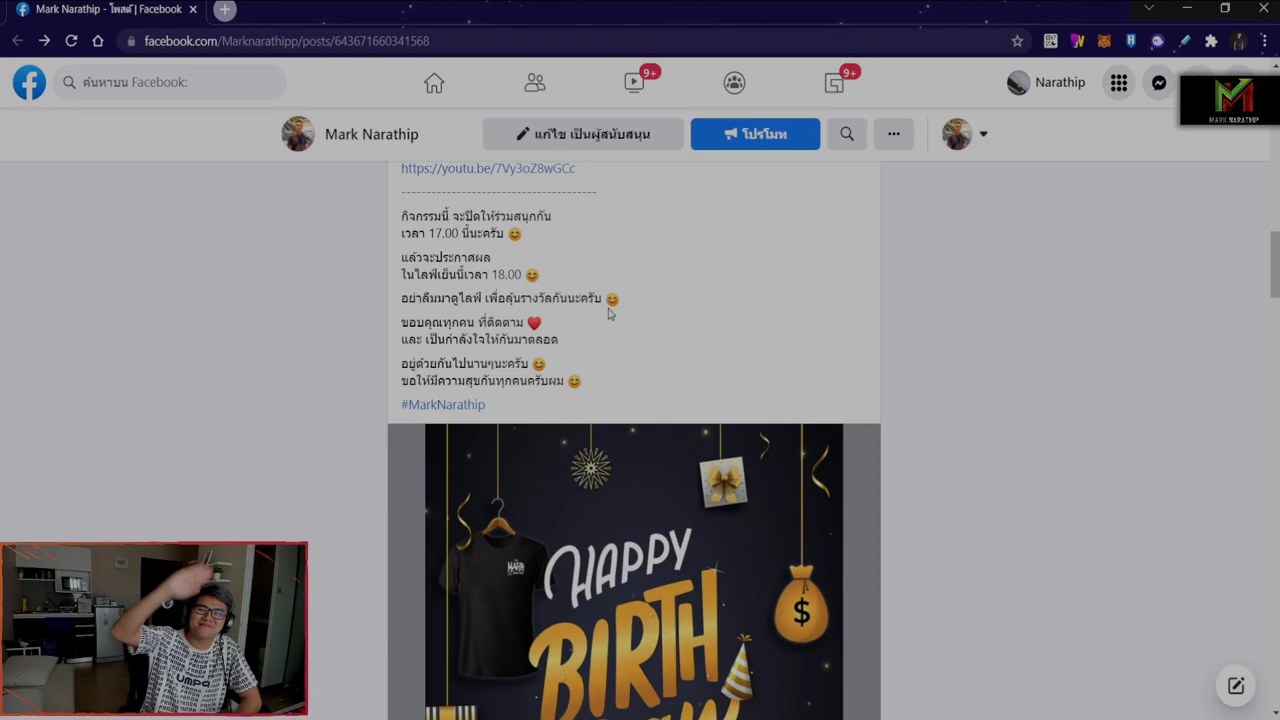 Mark Narathip - โพสต์ | Facebook
facebook.com/Marknarathipp/posts/643671660341568
ค้นหาบน Facebook:
9+
9+
Narathip
MARK NARATHIP
Mark Narathip
แก้ไข เป็นผู้สนับสนุน
โปรโมท
https://youtu.be/7Vy3oZ8wGCc
--------------------------------------
กิจกรรมนี้ จะปิดให้ร่วมสนุกกัน
เวลา 17.00 นี้นะครับ 😊
แล้วจะประกาศผล
ในไลฟ์เย็นนี้เวลา 18.00 😊
อย่าลืมมาดูไลฟ์ เพื่อลุ้นรางวัลกันนะครับ 😊
ขอบคุณทุกคน ที่ติดตาม ❤️
และ เป็นกำลังใจให้กันมาตลอด
อยู่ด้วยกันไปนานๆนะครับ 😊
ขอให้มีความสุขกันทุกคนครับผม 😊
#MarkNarathip
HAPPY
BIRTH
$
MARK
UMPA